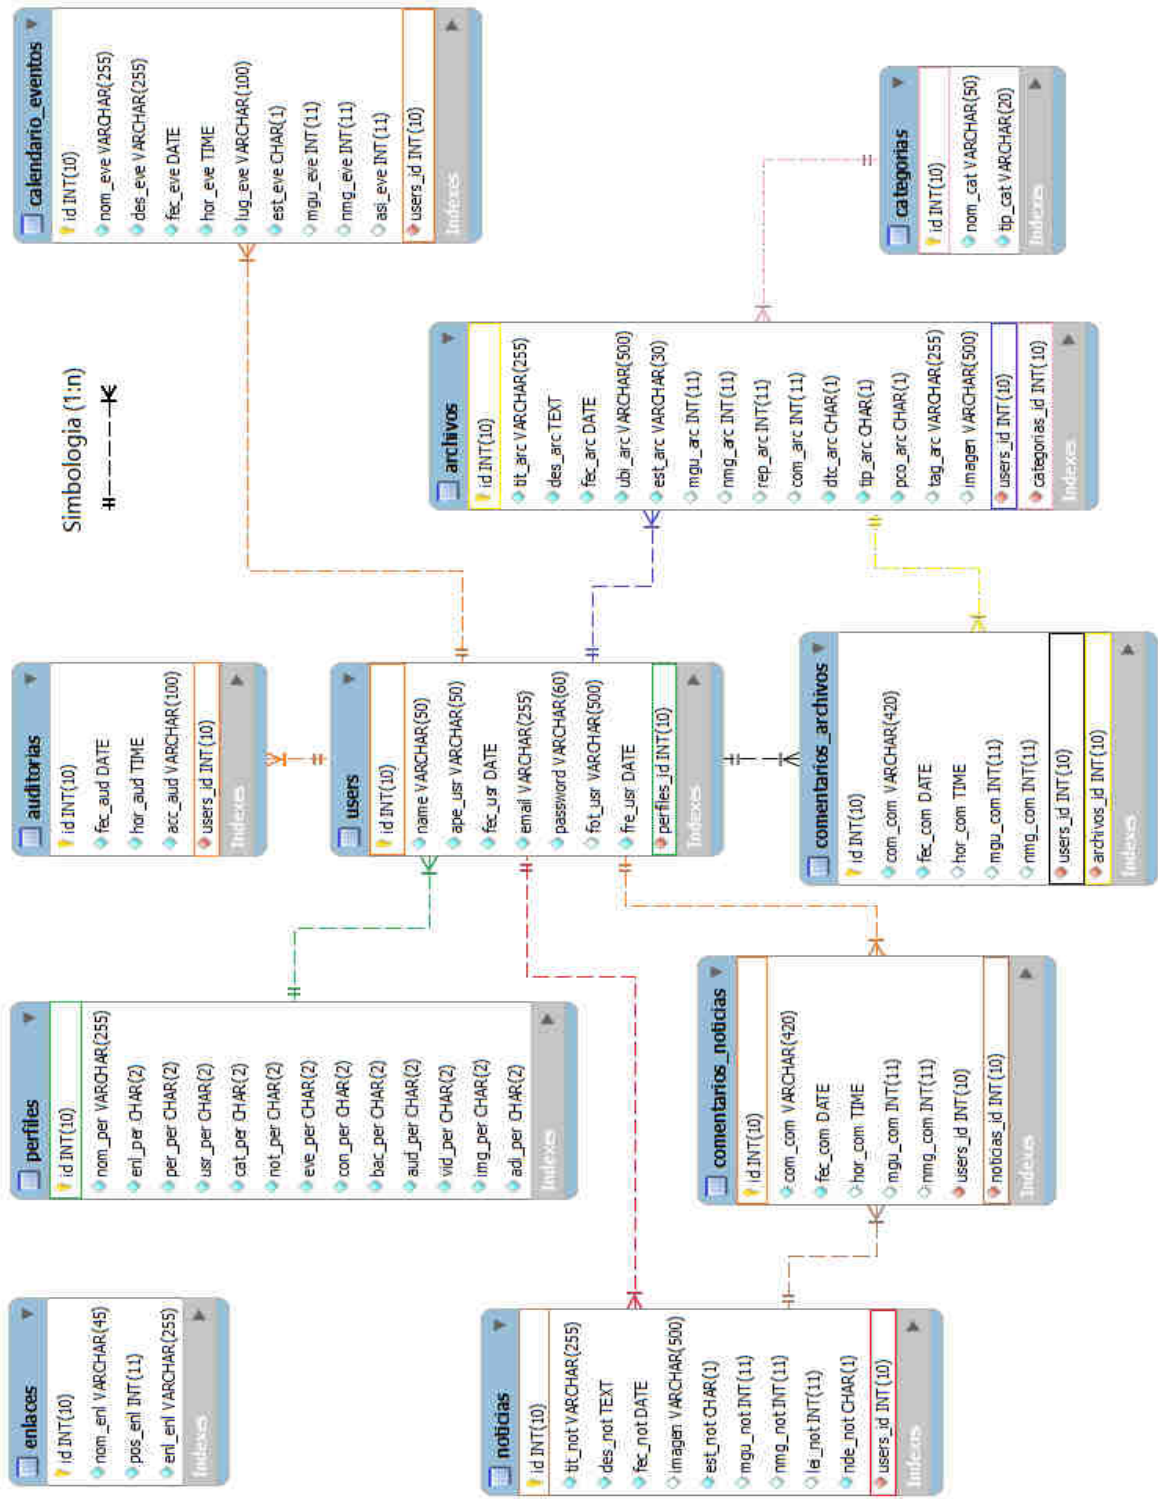 enlaces
id INT(10)
nom_enl VARCHAR(45)
pos_enl INT(11)
enl_enl VARCHAR(255)
Indexes
perfiles
id INT(10)
nom_per VARCHAR(255)
enl_per CHAR(2)
per_per CHAR(2)
usr_per CHAR(2)
cat_per CHAR(2)
not_per CHAR(2)
eve_per CHAR(2)
con_per CHAR(2)
bac_per CHAR(2)
aud_per CHAR(2)
vid_per CHAR(2)
img_per CHAR(2)
adj_per CHAR(2)
Indexes
auditorias
id INT(10)
fec_aud DATE
hor_aud TIME
acc_aud VARCHAR(100)
users_id INT(10)
Indexes
calendario_eventos
id INT(10)
nom_eve VARCHAR(255)
des_eve VARCHAR(255)
fec_eve DATE
hor_eve TIME
lug_eve VARCHAR(100)
est_eve CHAR(1)
mgu_eve INT(11)
nmg_eve INT(11)
asi_eve INT(11)
users_id INT(10)
Indexes
Simbologia (1:n)
users
id INT(10)
name VARCHAR(50)
ape_usr VARCHAR(50)
fec_usr DATE
email VARCHAR(255)
password VARCHAR(60)
fot_usr VARCHAR(500)
fre_usr DATE
perfiles_id INT(10)
Indexes
archivos
id INT(10)
tit_arc VARCHAR(255)
des_arc TEXT
fec_arc DATE
ubi_arc VARCHAR(500)
est_arc VARCHAR(30)
mgu_arc INT(11)
nmg_arc INT(11)
rep_arc INT(11)
com_arc INT(11)
dtc_arc CHAR(1)
tip_arc CHAR(1)
pco_arc CHAR(1)
tag_arc VARCHAR(255)
imagen VARCHAR(500)
users_id INT(10)
categorias_id INT(10)
Indexes
categorias
id INT(10)
nom_cat VARCHAR(50)
tip_cat VARCHAR(20)
Indexes
noticias
id INT(10)
tit_not VARCHAR(255)
des_not TEXT
fec_not DATE
imagen VARCHAR(500)
est_not CHAR(1)
mgu_not INT(11)
nmg_not INT(11)
lei_not INT(11)
nde_not CHAR(1)
users_id INT(10)
Indexes
comentarios_noticias
id INT(10)
com_com VARCHAR(420)
fec_com DATE
hor_com TIME
mgu_com INT(11)
nmg_com INT(11)
users_id INT(10)
noticias_id INT(10)
Indexes
comentarios_archivos
id INT(10)
com_com VARCHAR(420)
fec_com DATE
hor_com TIME
mgu_com INT(11)
nmg_com INT(11)
users_id INT(10)
archivos_id INT(10)
Indexes